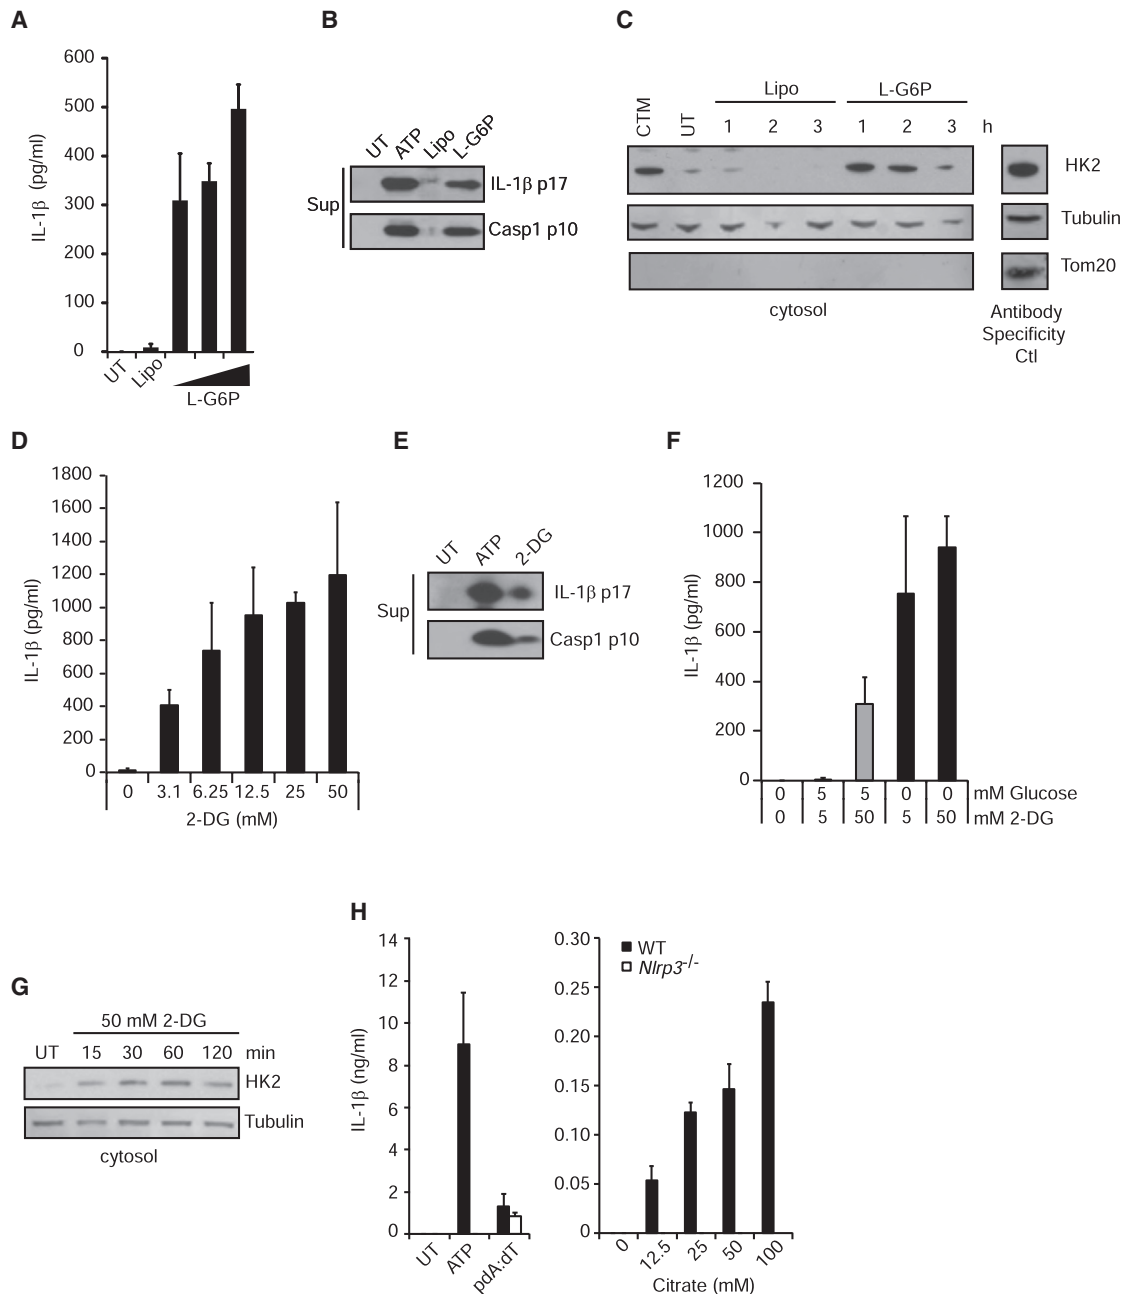 A
600
500
400
300
200
100
0
IL-1β (pg/ml)
UT
Lipo
L-G6P
B
UT
ATP
Lipo
L-G6P
Sup
IL-1β p17
Casp1 p10
C
CTM
UT
Lipo
L-G6P
1 2 3 1 2 3 h
HK2
Tubulin
Tom20
cytosol
Antibody
Specificity
Ctl
D
1800
1600
1400
1200
1000
800
600
400
200
0
IL-1β (pg/ml)
0 3.1 6.25 12.5 25 50
2-DG (mM)
E
UT
ATP
2-DG
Sup
IL-1β p17
Casp1 p10
F
1200
1000
800
600
400
200
0
IL-1β (pg/ml)
0 5 5 0 0 mM Glucose
0 5 50 5 50 mM 2-DG
G
50 mM 2-DG
UT 15 30 60 120 min
HK2
Tubulin
cytosol
H
14
12
10
8
6
4
2
0
IL-1β (ng/ml)
UT
ATP
pdA:dT
0.30
0.25
0.20
0.15
0.10
0.05
0
WT
Nlrp3-/-
0
12.5
25
50
100
Citrate (mM)